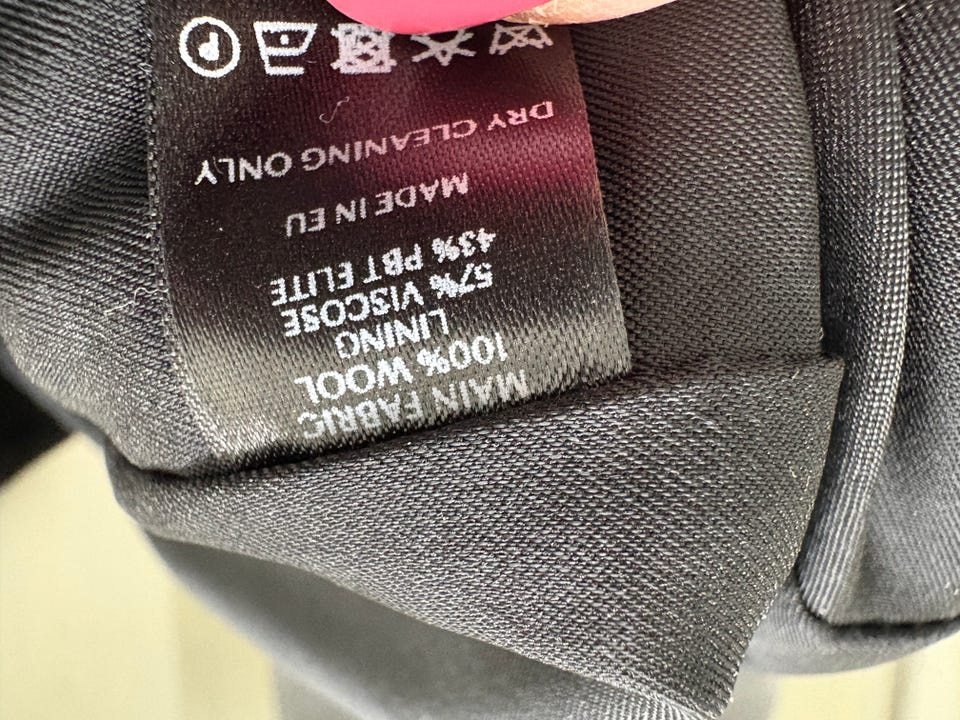 MAIN FABRIC
100% WOOL
LINING
57% VISCOSE
43% PBT ELITE
MADE IN EU
DRY CLEANING ONLY